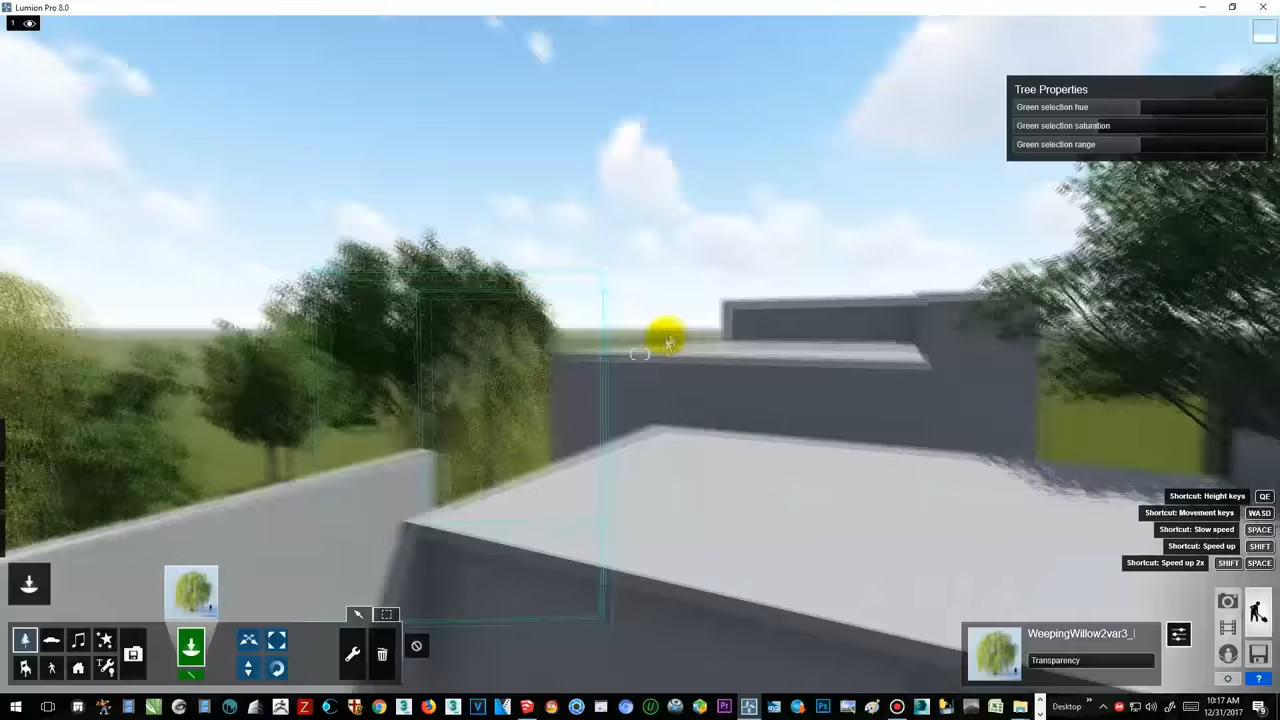 Lumion Pro 8.0
1
Tree Properties
Green selection hue
Green selection saturation
Green selection range
Shortcut: Height keys QE
Shortcut: Movement keys WASD
Shortcut: Slow speed SPACE
Shortcut: Speed up SHIFT
Shortcut: Speed up 2x SHIFT SPACE
WeepingWillow2var3_
Transparency
?
Desktop
10:17 AM
12/31/2017